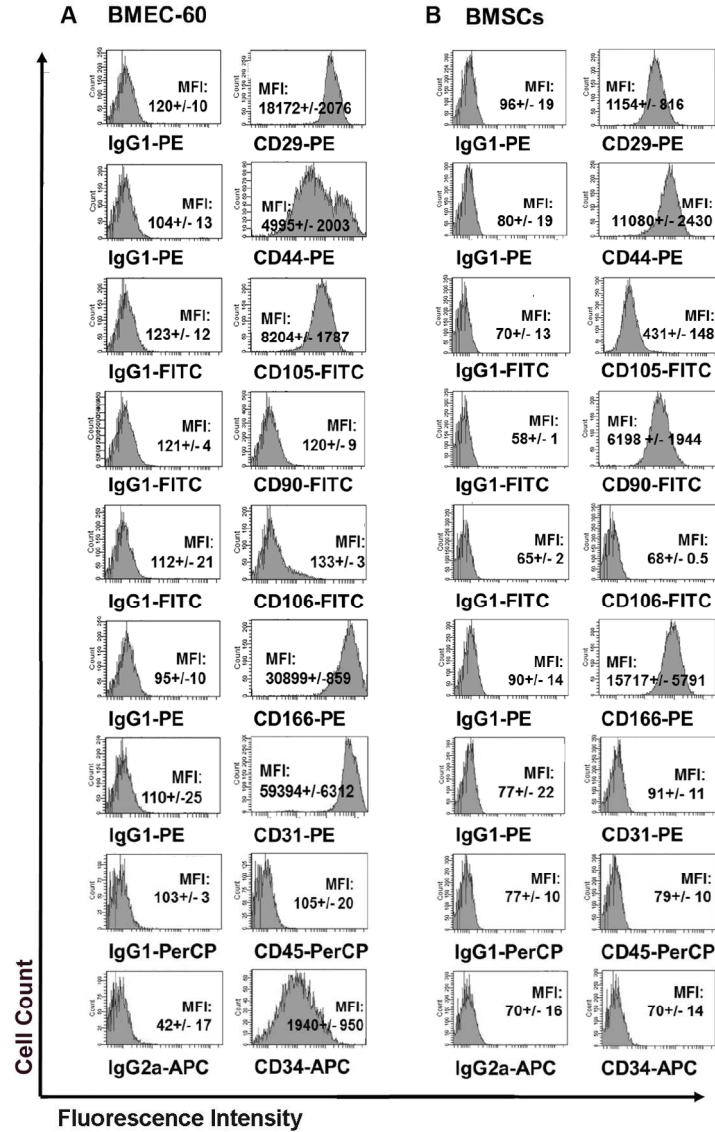 A BMEC-60
B BMSCs
MFI:
120+/-10
IgG1-PE
MFI:
18172+/-2076
CD29-PE
MFI:
96+/- 19
IgG1-PE
MFI:
1154+/- 816
CD29-PE
MFI:
104+/- 13
IgG1-PE
MFI:
4995+/- 2003
CD44-PE
MFI:
80+/- 19
IgG1-PE
MFI:
11080+/- 2430
CD44-PE
MFI:
123+/- 12
IgG1-FITC
MFI:
8204+/- 1787
CD105-FITC
MFI:
70+/- 13
IgG1-FITC
MFI:
431+/- 148
CD105-FITC
MFI:
121+/- 4
IgG1-FITC
MFI:
120+/- 9
CD90-FITC
MFI:
58+/- 1
IgG1-FITC
MFI:
6198 +/- 1944
CD90-FITC
MFI:
112+/- 21
IgG1-FITC
MFI:
133+/- 3
CD106-FITC
MFI:
65+/- 2
IgG1-FITC
MFI:
68+/- 0.5
CD106-FITC
MFI:
95+/-10
IgG1-PE
MFI:
30899+/-859
CD166-PE
MFI:
90+/- 14
IgG1-PE
MFI:
15717+/- 5791
CD166-PE
MFI:
110+/-25
IgG1-PE
MFI:
59394+/-6312
CD31-PE
MFI:
77+/- 22
IgG1-PE
MFI:
91+/- 11
CD31-PE
MFI:
103+/- 3
IgG1-PerCP
MFI:
105+/- 20
CD45-PerCP
MFI:
77+/- 10
IgG1-PerCP
MFI:
79+/- 10
CD45-PerCP
MFI:
42+/- 17
IgG2a-APC
MFI:
1940+/- 950
CD34-APC
MFI:
70+/- 16
IgG2a-APC
MFI:
70+/- 14
CD34-APC
Cell Count
Fluorescence Intensity